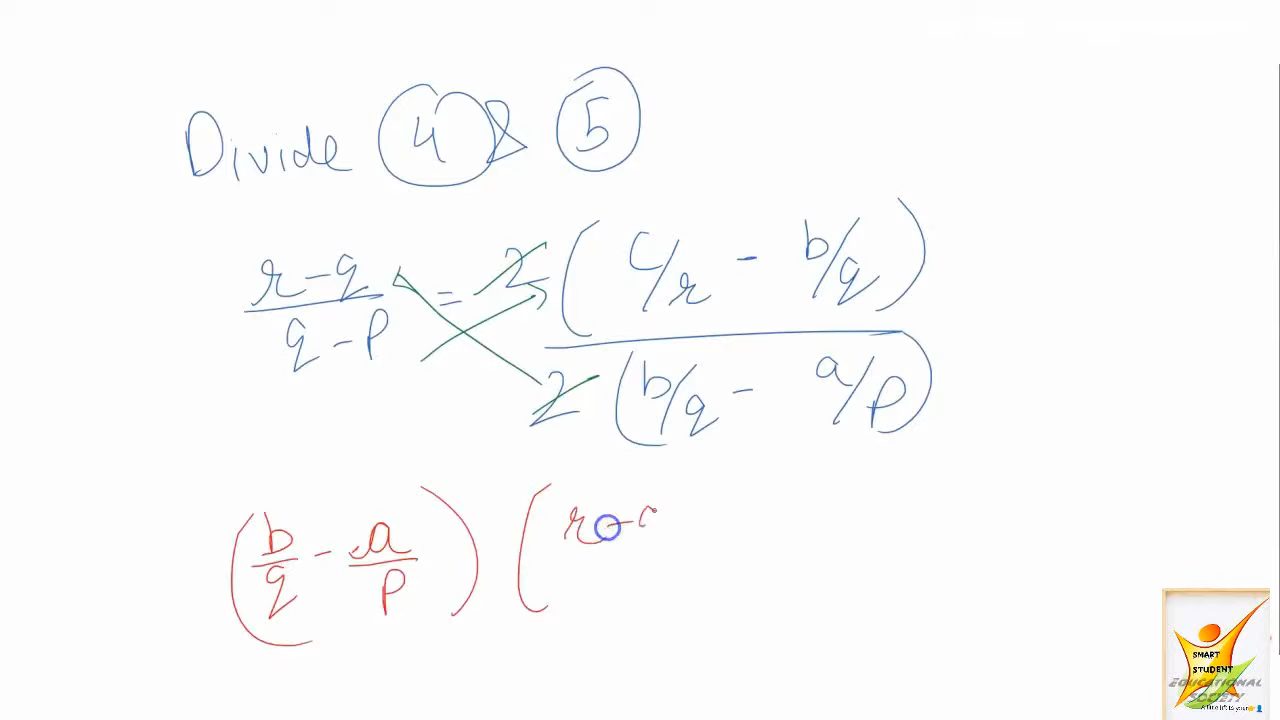 Divide 4 & 5
r-q/q-p = 2(c/r - b/q)/2(b/q - a/p)
(b/q - a/p) (r-
SMART
STUDENT
EDUCATIONAL
SOCIETY